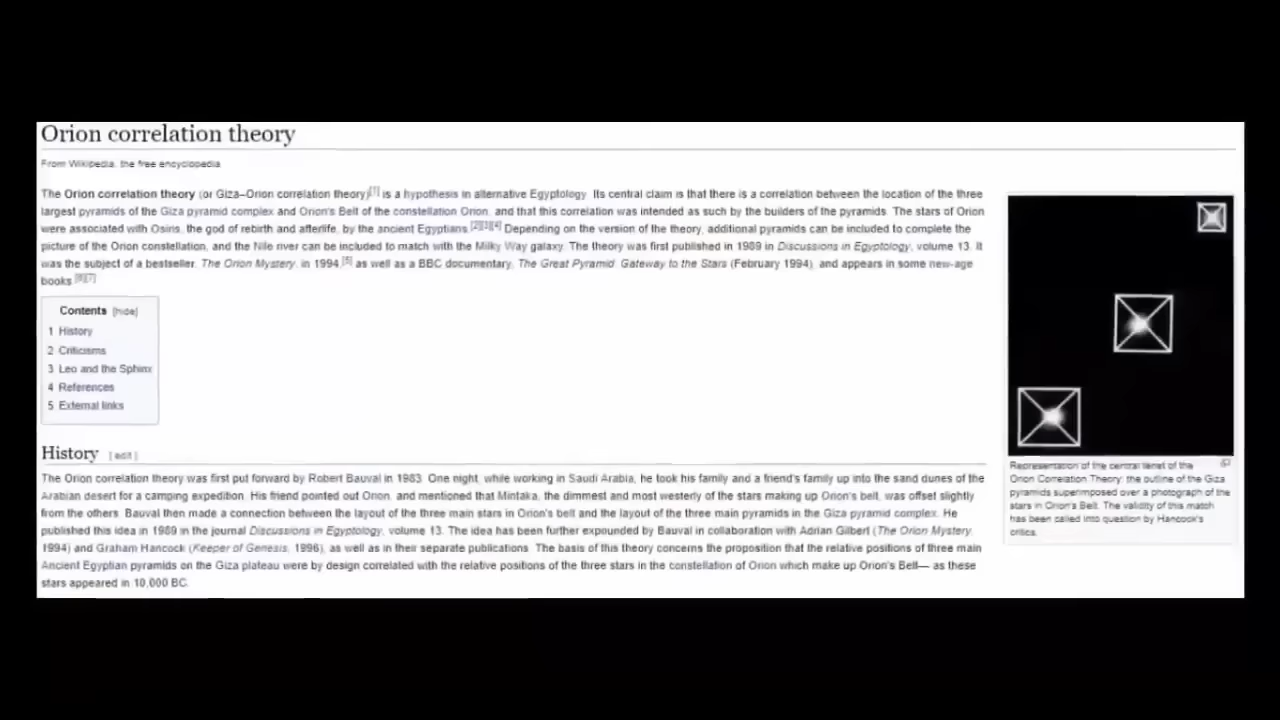 Orion correlation theory
From Wikipedia, the free encyclopedia
The Orion correlation theory (or Giza–Orion correlation theory)[1] is a hypothesis in alternative Egyptology. Its central claim is that there is a correlation between the location of the three
largest pyramids of the Giza pyramid complex and Orion's Belt of the constellation Orion, and that this correlation was intended as such by the builders of the pyramids. The stars of Orion
were associated with Osiris, the god of rebirth and afterlife, by the ancient Egyptians.[2][3][4] Depending on the version of the theory, additional pyramids can be included to complete the
picture of the Orion constellation, and the Nile river can be included to match with the Milky Way galaxy. The theory was first published in 1989 in Discussions in Egyptology, volume 13. It
was the subject of a bestseller, The Orion Mystery, in 1994,[5] as well as a BBC documentary, The Great Pyramid: Gateway to the Stars (February 1994), and appears in some new-age
books.[6][7]
Contents [hide]
1 History
2 Criticisms
3 Leo and the Sphinx
4 References
5 External links
Representation of the central tenet of the
Orion Correlation Theory: the outline of the Giza
pyramids superimposed over a photograph of the
stars in Orion's Belt. The validity of this match
has been called into question by Hancock's
critics.
History [edit]
The Orion correlation theory was first put forward by Robert Bauval in 1983. One night, while working in Saudi Arabia, he took his family and a friend's family up into the sand dunes of the
Arabian desert for a camping expedition. His friend pointed out Orion, and mentioned that Mintaka, the dimmest and most westerly of the stars making up Orion's belt, was offset slightly
from the others. Bauval then made a connection between the layout of the three main stars in Orion's belt and the layout of the three main pyramids in the Giza pyramid complex. He
published this idea in 1989 in the journal Discussions in Egyptology, volume 13. The idea has been further expounded by Bauval in collaboration with Adrian Gilbert (The Orion Mystery,
1994) and Graham Hancock (Keeper of Genesis, 1996), as well as in their separate publications. The basis of this theory concerns the proposition that the relative positions of three main
Ancient Egyptian pyramids on the Giza plateau were by design correlated with the relative positions of the three stars in the constellation of Orion which make up Orion's Belt— as these
stars appeared in 10,000 BC.